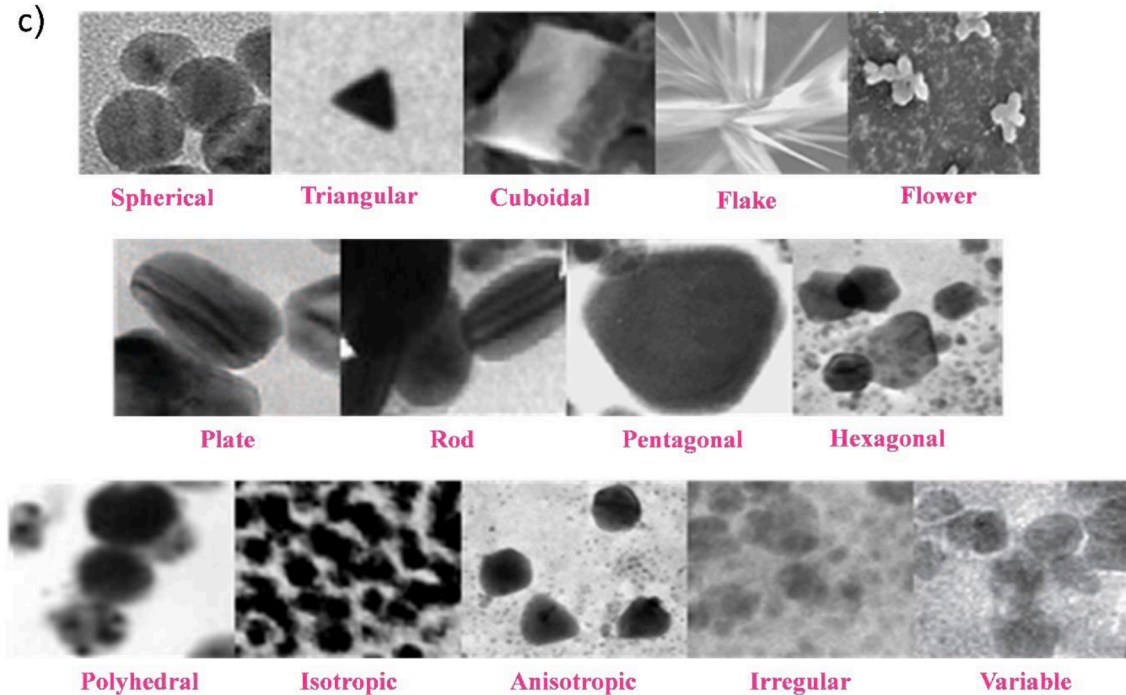 c)
Spherical Triangular Cuboidal Flake Flower
Plate Rod Pentagonal Hexagonal
Polyhedral Isotropic Anisotropic Irregular Variable